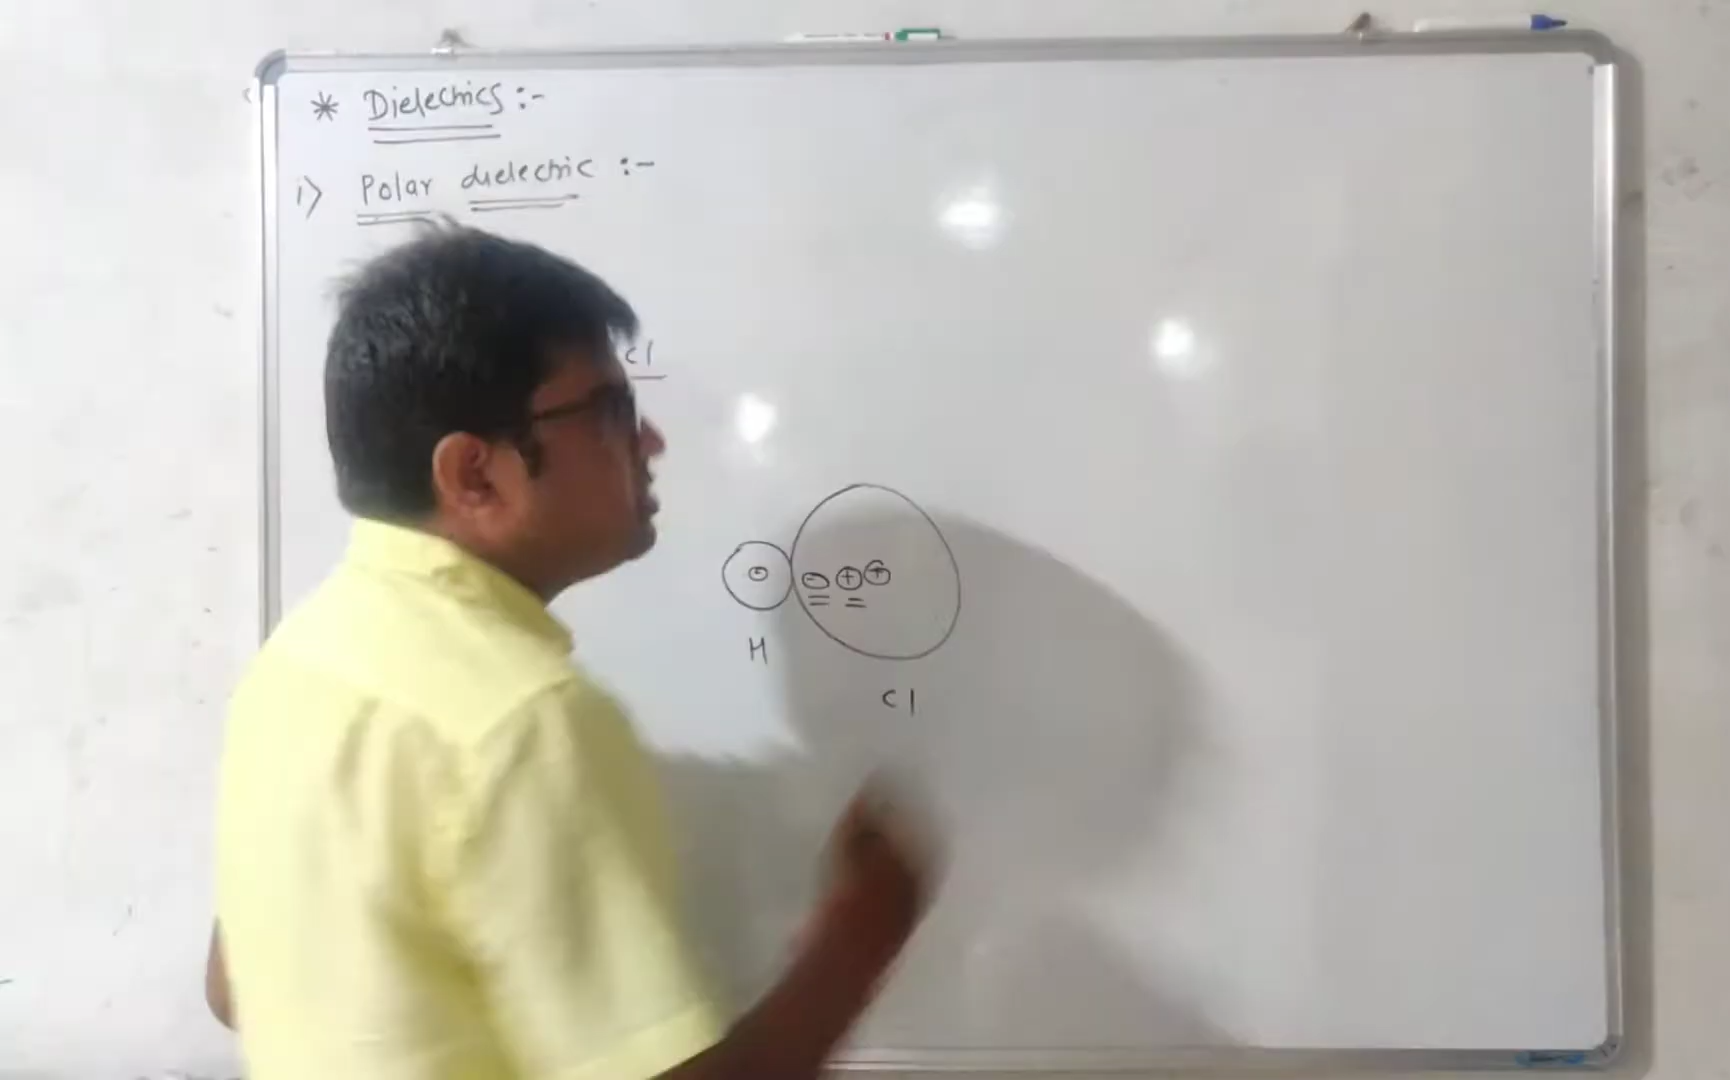 * Dielectrics :-
i> Polar dielectric :-
Cl
- + +
H
Cl